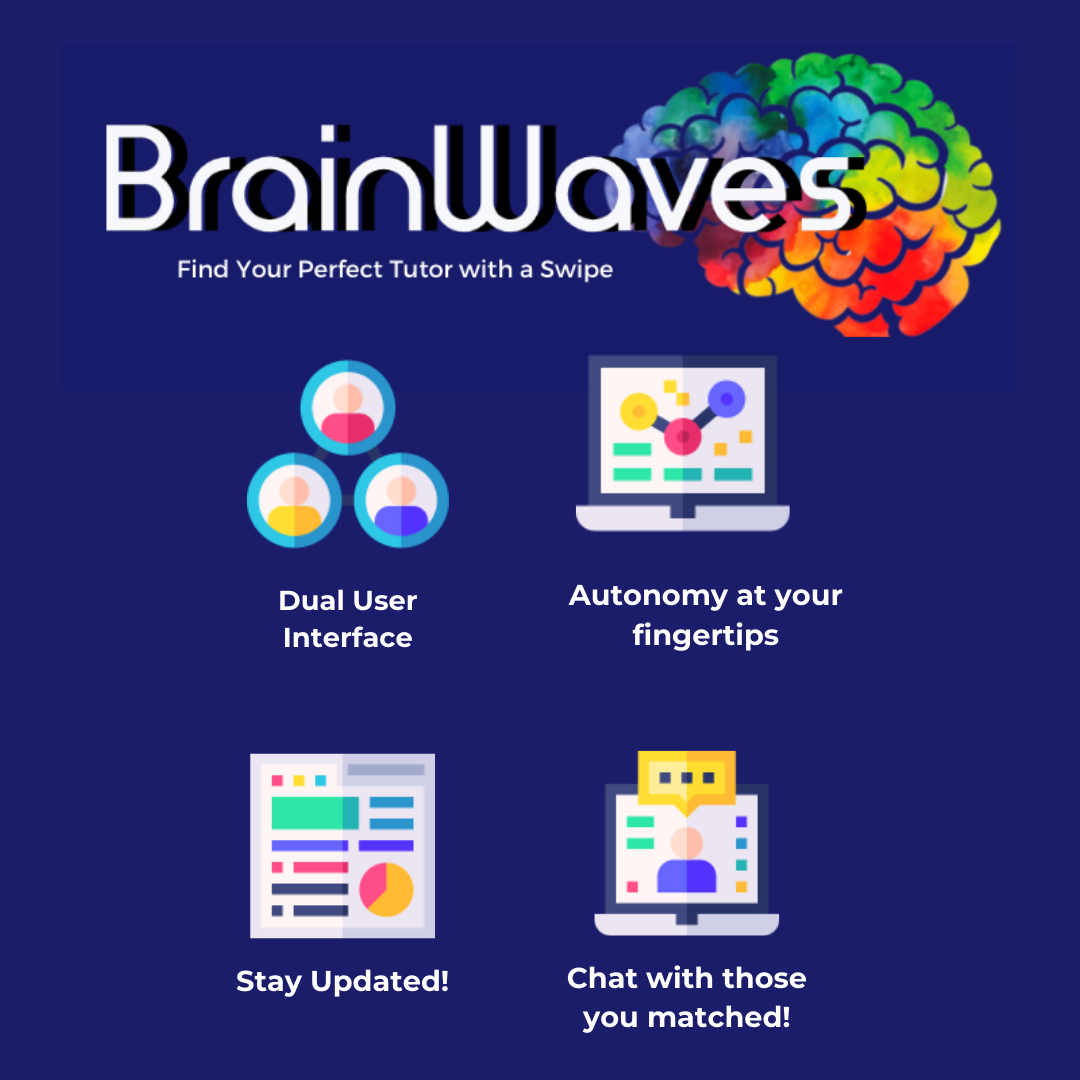 BrainWaves
Find Your Perfect Tutor with a Swipe
Dual User
Interface
Autonomy at your
fingertips
Stay Updated!
Chat with those
you matched!